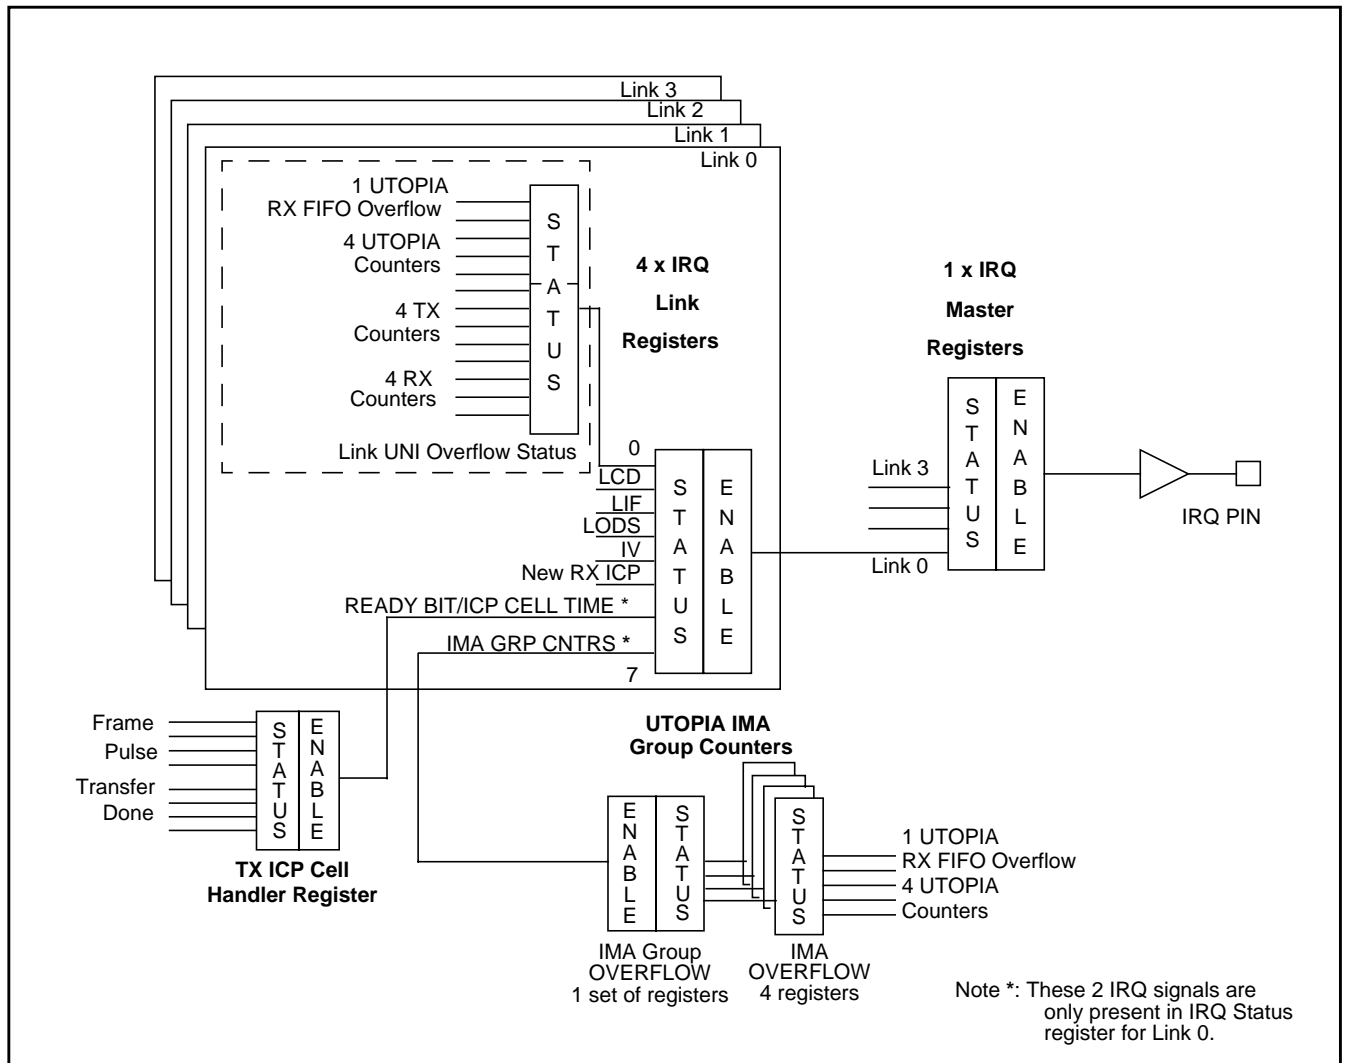 Link 3
Link 2
Link 1
Link 0
1 UTOPIA
RX FIFO Overflow
4 UTOPIA
Counters
4 TX
Counters
4 RX
Counters
STATUS
Link UNI Overflow Status
4 x IRQ
Link
Registers
0
LCD
LIF
LODS
IV
New RX ICP
READY BIT/ICP CELL TIME *
IMA GRP CNTRS *
7
STATUS
ENABLE
1 x IRQ
Master
Registers
Link 3
Link 0
STATUS
ENABLE
IRQ PIN
Frame
Pulse
Transfer
Done
STATUS
ENABLE
TX ICP Cell
Handler Register
UTOPIA IMA
Group Counters
ENABLE
STATUS
STATUS
1 UTOPIA
RX FIFO Overflow
4 UTOPIA
Counters
IMA Group
OVERFLOW
1 set of registers
IMA
OVERFLOW
4 registers
Note *: These 2 IRQ signals are
only present in IRQ Status
register for Link 0.